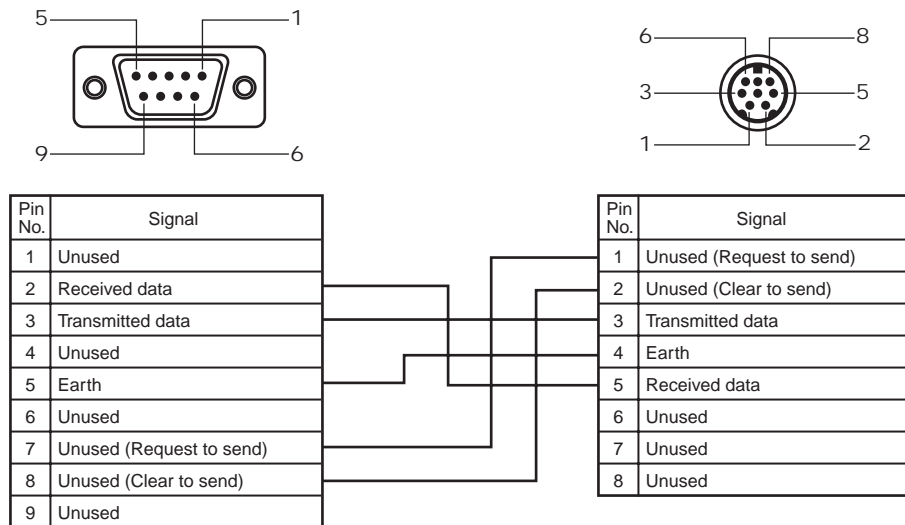 5 1
9 6
6 8
3 5
1 2
Pin No. Signal
1 Unused
2 Received data
3 Transmitted data
4 Unused
5 Earth
6 Unused
7 Unused (Request to send)
8 Unused (Clear to send)
9 Unused
Pin No. Signal
1 Unused (Request to send)
2 Unused (Clear to send)
3 Transmitted data
4 Earth
5 Received data
6 Unused
7 Unused
8 Unused